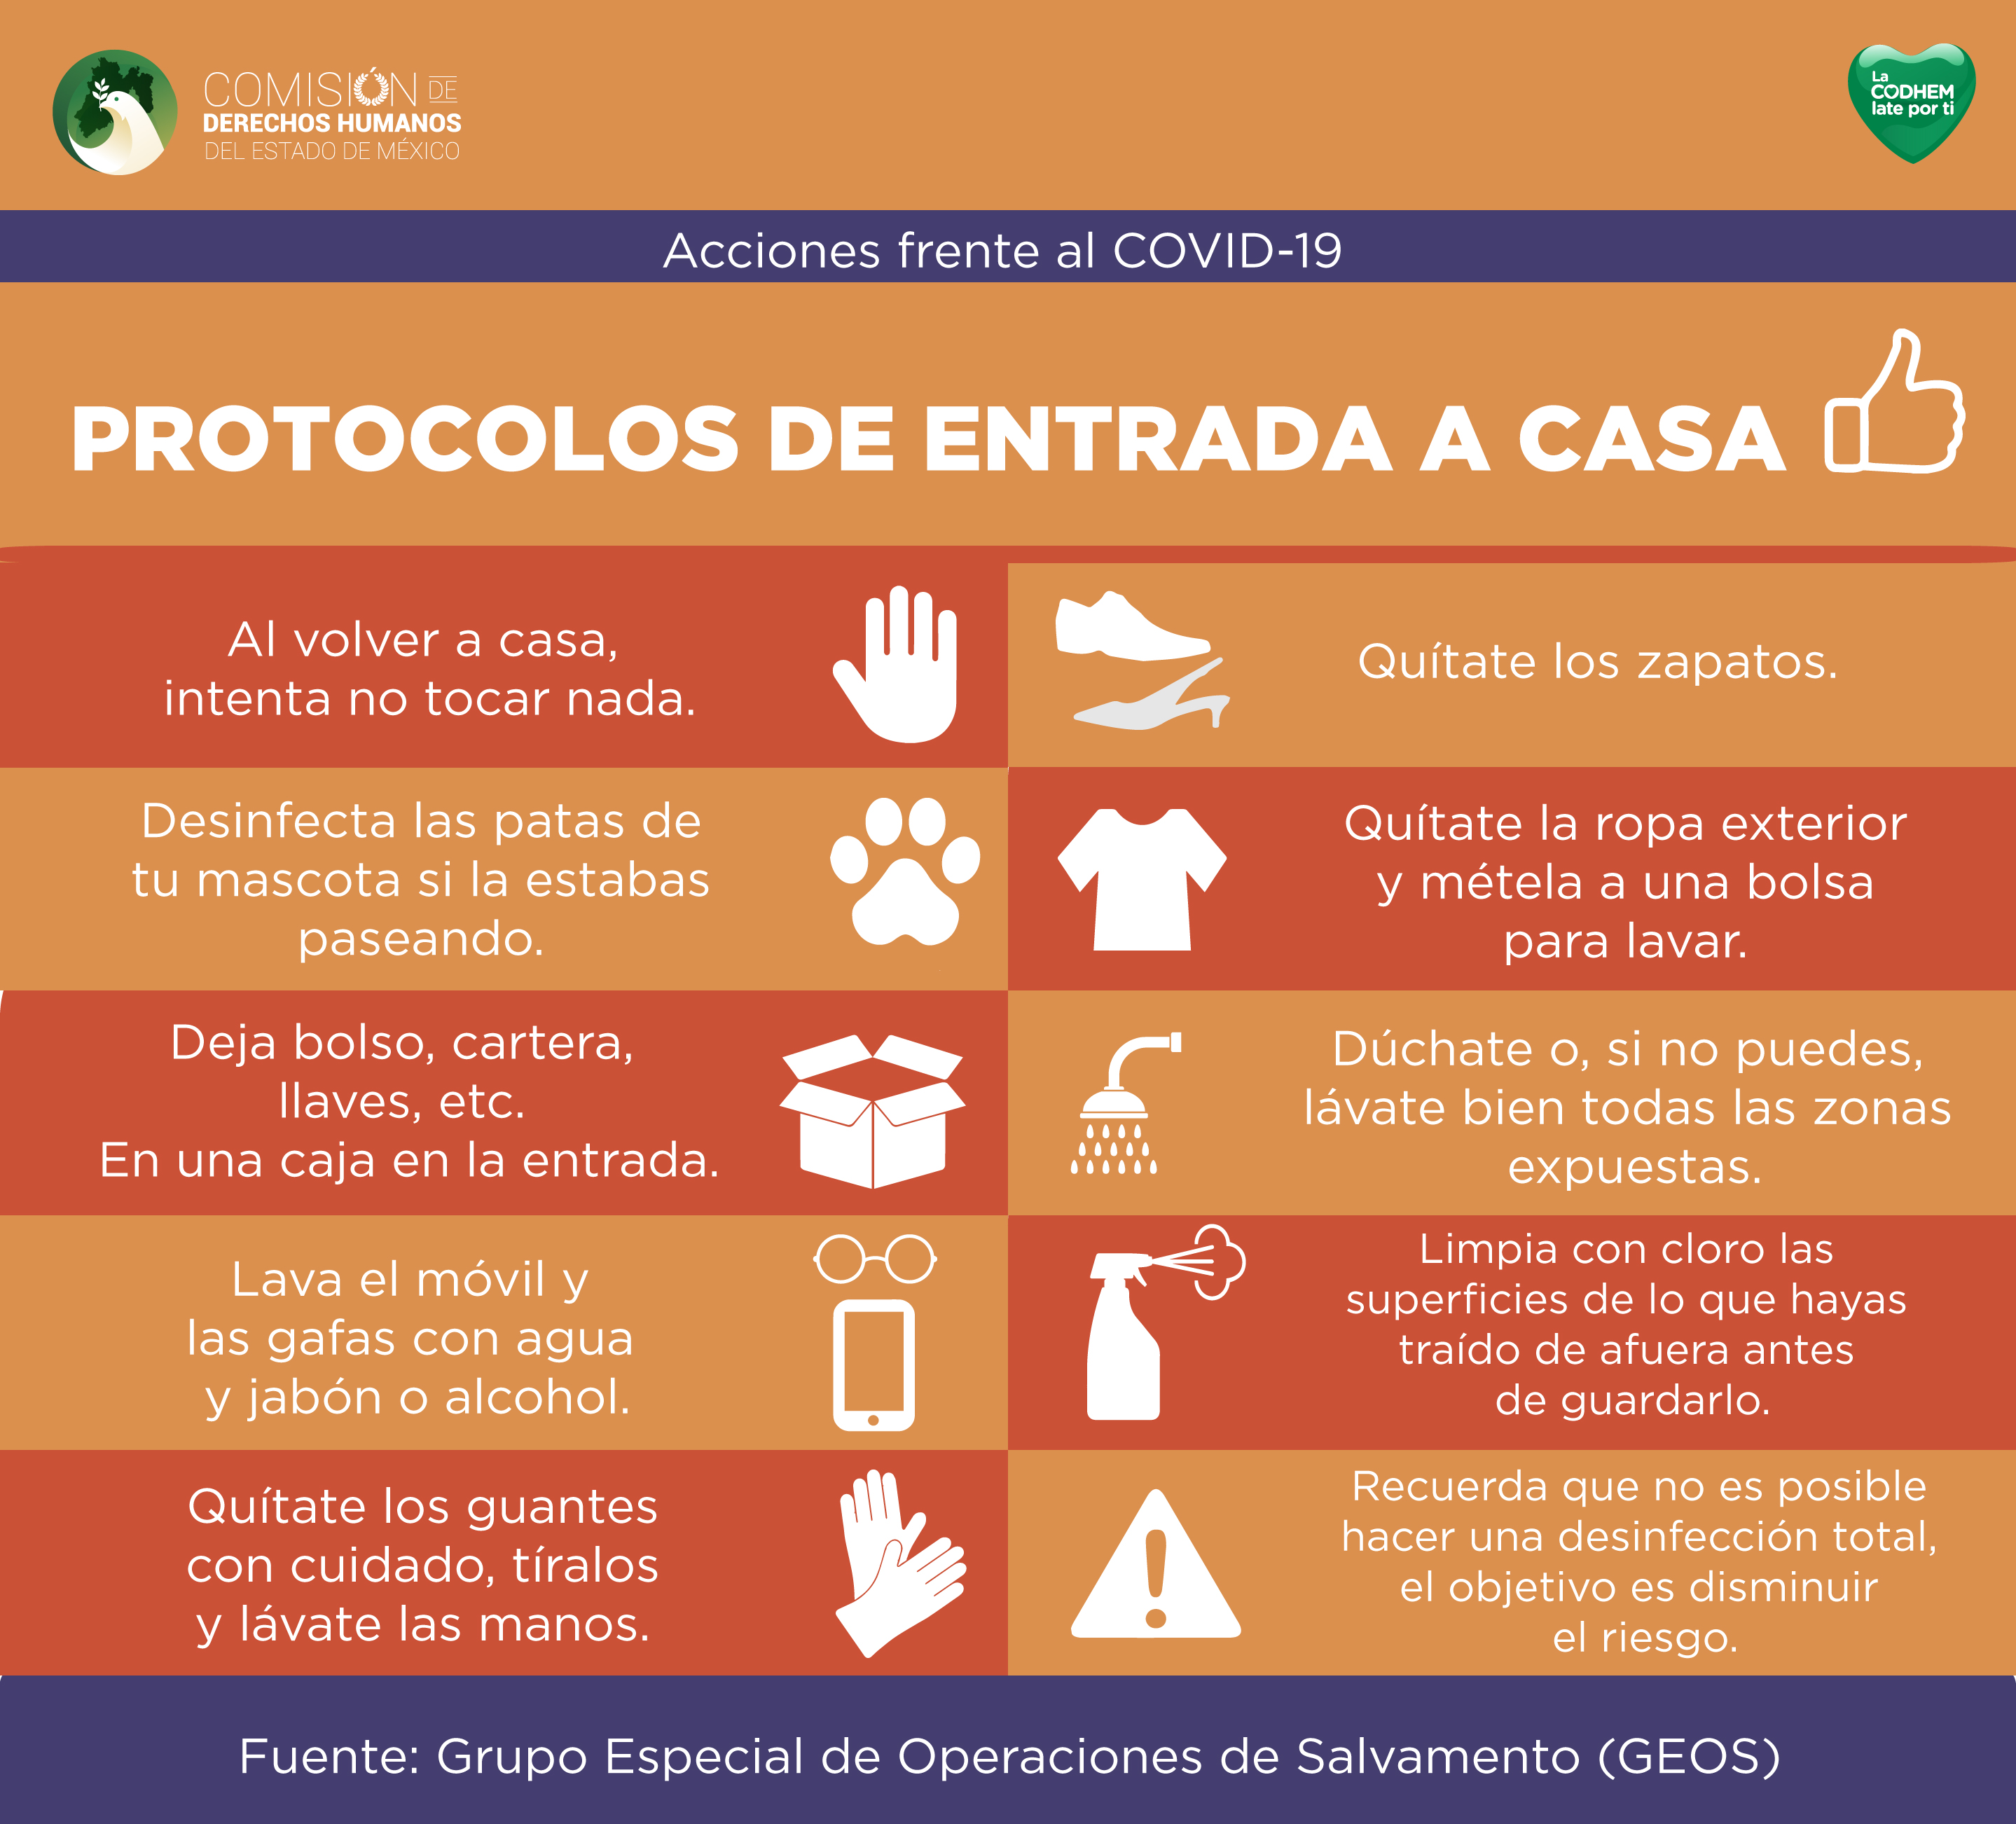 COMISIÓN DE
DERECHOS HUMANOS
DEL ESTADO DE MÉXICO
La
CODHEM
late por ti
Acciones frente al COVID-19
PROTOCOLOS DE ENTRADA A CASA
Al volver a casa,
intenta no tocar nada.
Quítate los zapatos.
Desinfecta las patas de
tu mascota si la estabas
paseando.
Quítate la ropa exterior
y métela a una bolsa
para lavar.
Deja bolso, cartera,
llaves, etc.
En una caja en la entrada.
Dúchate o, si no puedes,
lávate bien todas las zonas
expuestas.
Lava el móvil y
las gafas con agua
y jabón o alcohol.
Limpia con cloro las
superficies de lo que hayas
traído de afuera antes
de guardarlo.
Quítate los guantes
con cuidado, tíralos
y lávate las manos.
Recuerda que no es posible
hacer una desinfección total,
el objetivo es disminuir
el riesgo.
Fuente: Grupo Especial de Operaciones de Salvamento (GEOS)